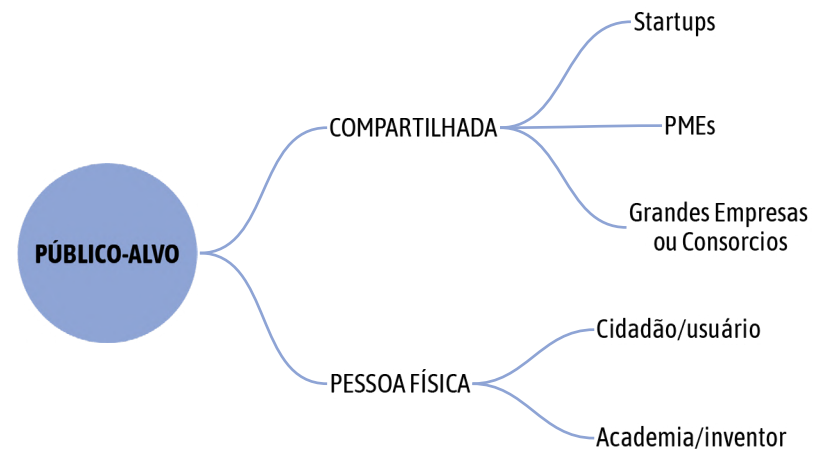 PÚBLICO-ALVO
COMPARTILHADA
Startups
PMEs
Grandes Empresas
ou Consorcios
PESSOA FÍSICA
Cidadão/usuário
Academia/inventor